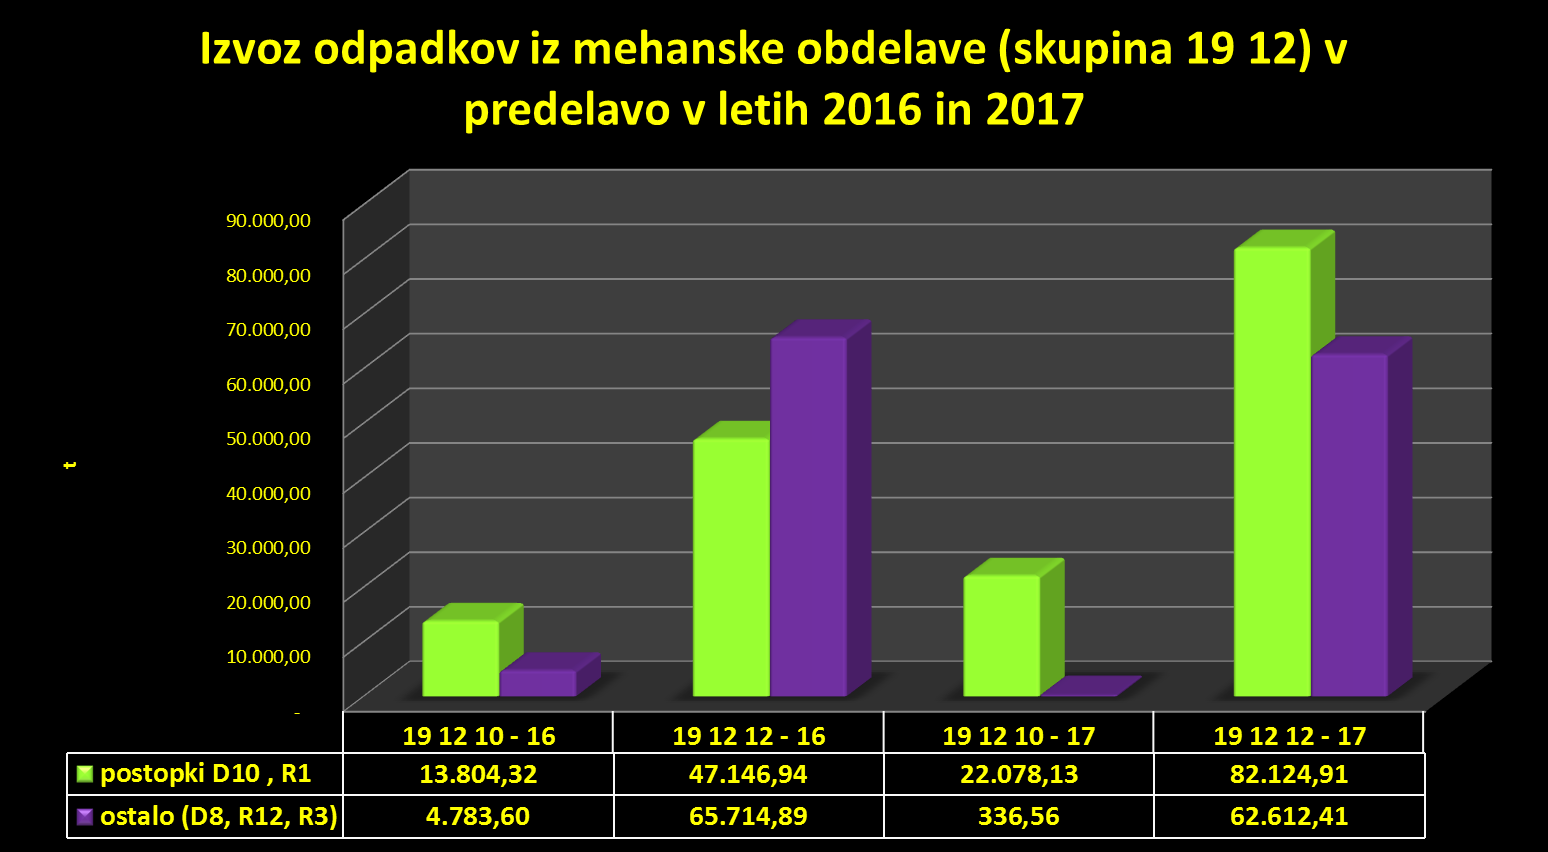 Izvoz odpadkov iz mehanske obdelave (skupina 19 12) v
predelavo v letih 2016 in 2017
90.000,00
80.000,00
70.000,00
60.000,00
50.000,00
40.000,00
30.000,00
20.000,00
10.000,00
-
t
19 12 10 - 16 19 12 12 - 16 19 12 10 - 17 19 12 12 - 17
postopki D10 , R1 13.804,32 47.146,94 22.078,13 82.124,91
ostalo (D8, R12, R3) 4.783,60 65.714,89 336,56 62.612,41